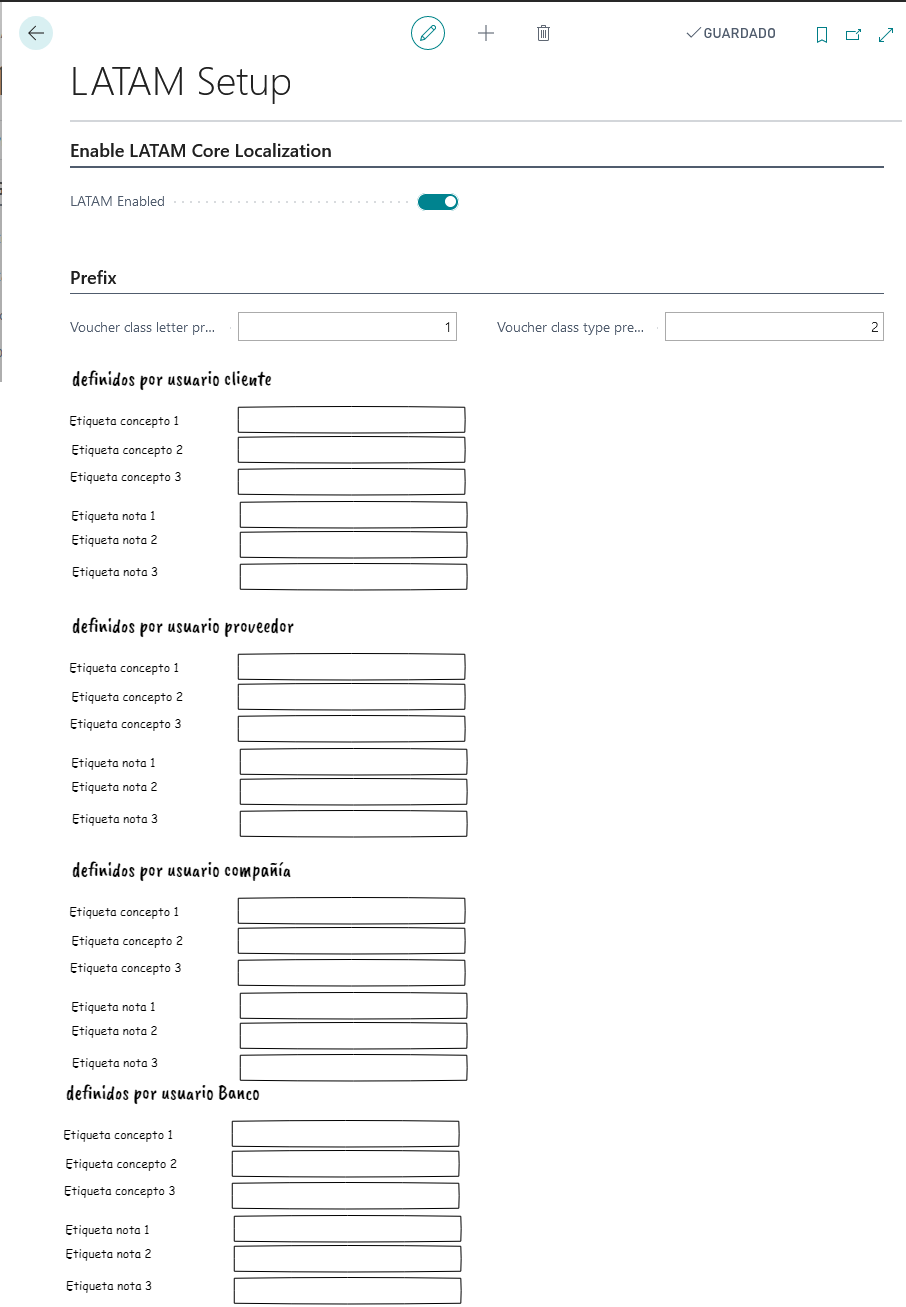 GUARDADO
LATAM Setup
Enable LATAM Core Localization
LATAM Enabled
Prefix
Voucher class letter pr... 1 Voucher class type pre... 2
definidos por usuario cliente
Etiqueta concepto 1
Etiqueta concepto 2
Etiqueta concepto 3
Etiqueta nota 1
Etiqueta nota 2
Etiqueta nota 3
definidos por usuario proveedor
Etiqueta concepto 1
Etiqueta concepto 2
Etiqueta concepto 3
Etiqueta nota 1
Etiqueta nota 2
Etiqueta nota 3
definidos por usuario compañía
Etiqueta concepto 1
Etiqueta concepto 2
Etiqueta concepto 3
Etiqueta nota 1
Etiqueta nota 2
Etiqueta nota 3
definidos por usuario Banco
Etiqueta concepto 1
Etiqueta concepto 2
Etiqueta concepto 3
Etiqueta nota 1
Etiqueta nota 2
Etiqueta nota 3